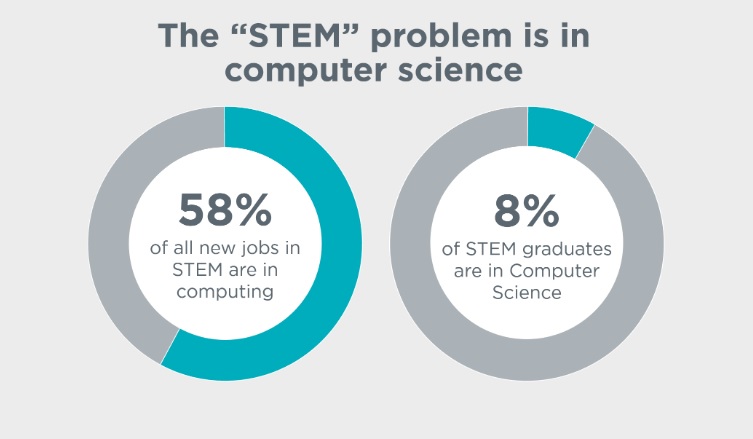 The “STEM” problem is in
computer science
58%
of all new jobs in
STEM are in
computing
8%
of STEM graduates
are in Computer
Science